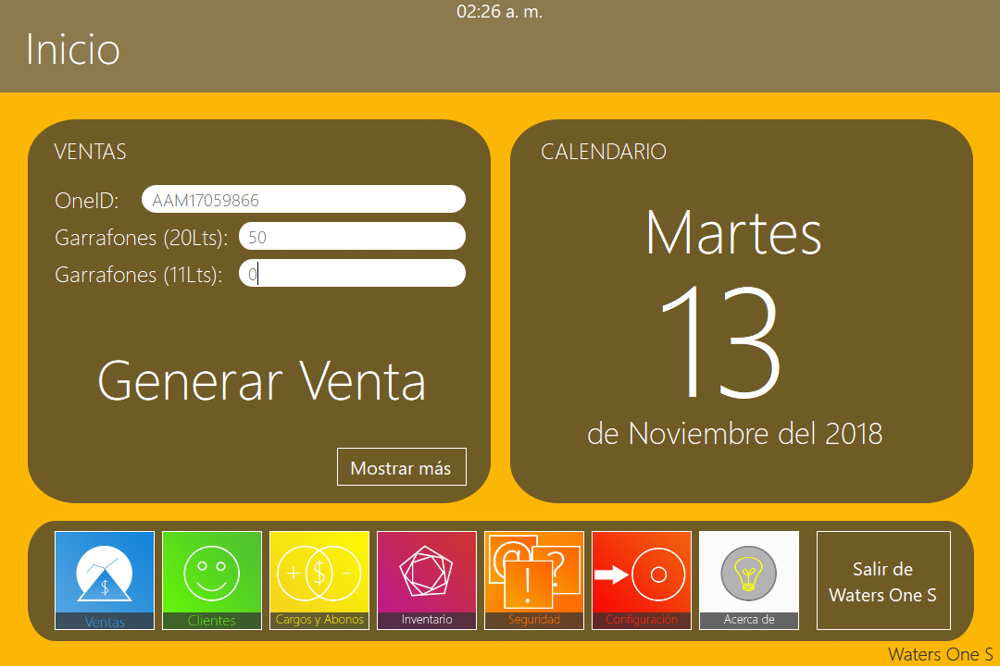 02:26 a. m.
Inicio
VENTAS
OneID: AAM17059866
Garrafones (20Lts): 50
Garrafones (11Lts): 0
Generar Venta
Mostrar más
CALENDARIO
Martes
13
de Noviembre del 2018
$
Ventas
Clientes
+ $ -
Cargos y Abonos
Inventario
@ ? !
Seguridad
Configuración
Acerca de
Salir de
Waters One S
Waters One S